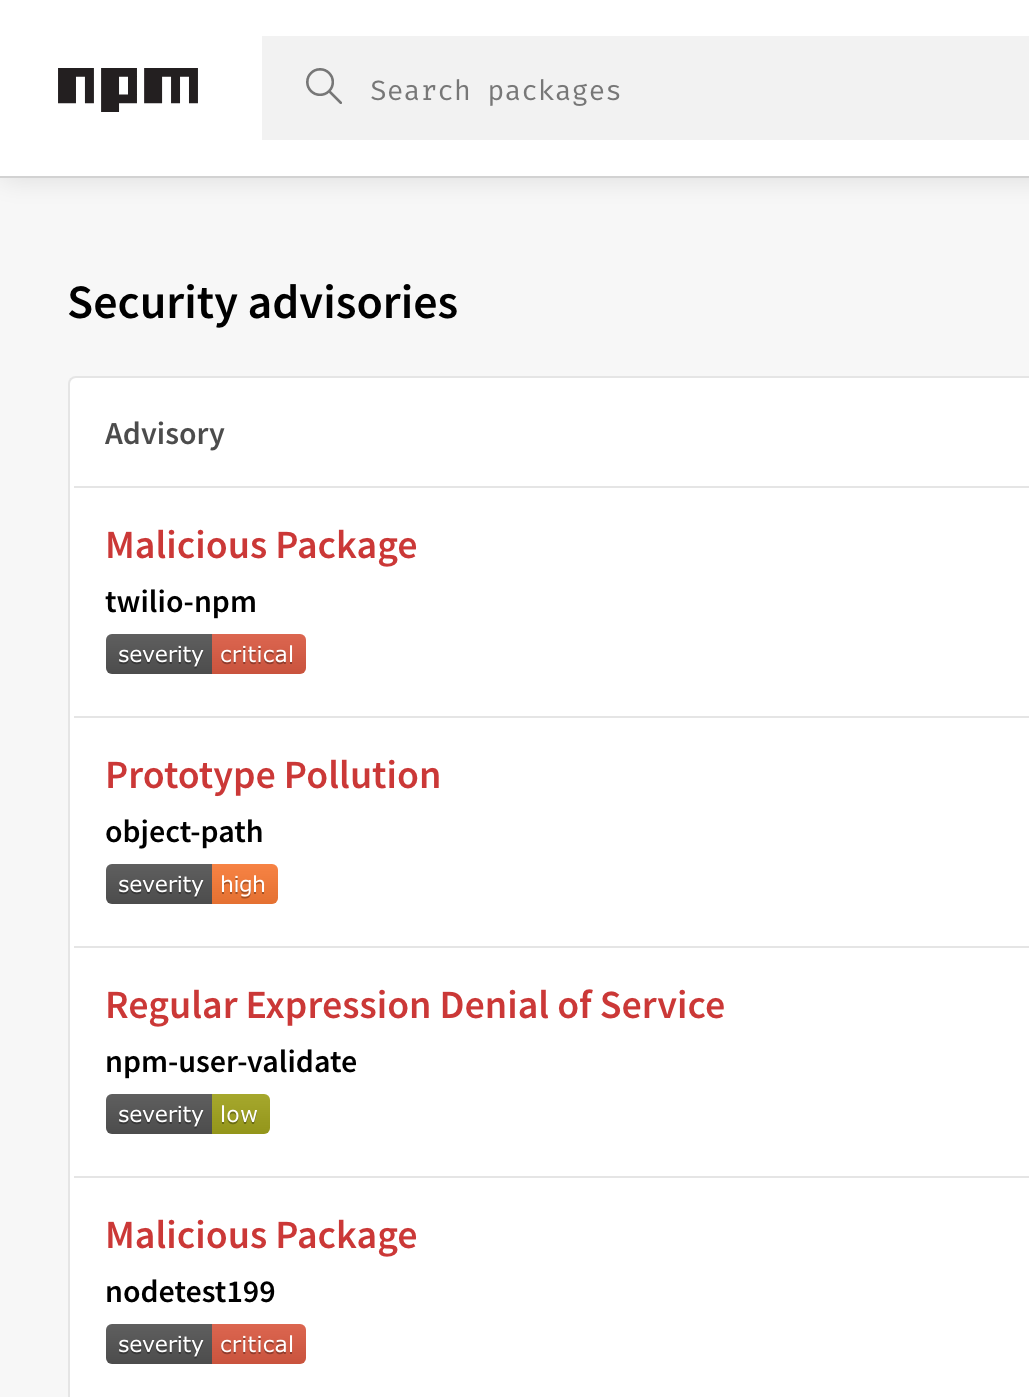 npm
Search packages
Security advisories
Advisory
Malicious Package
twilio-npm
severity critical
Prototype Pollution
object-path
severity high
Regular Expression Denial of Service
npm-user-validate
severity low
Malicious Package
nodetest199
severity critical